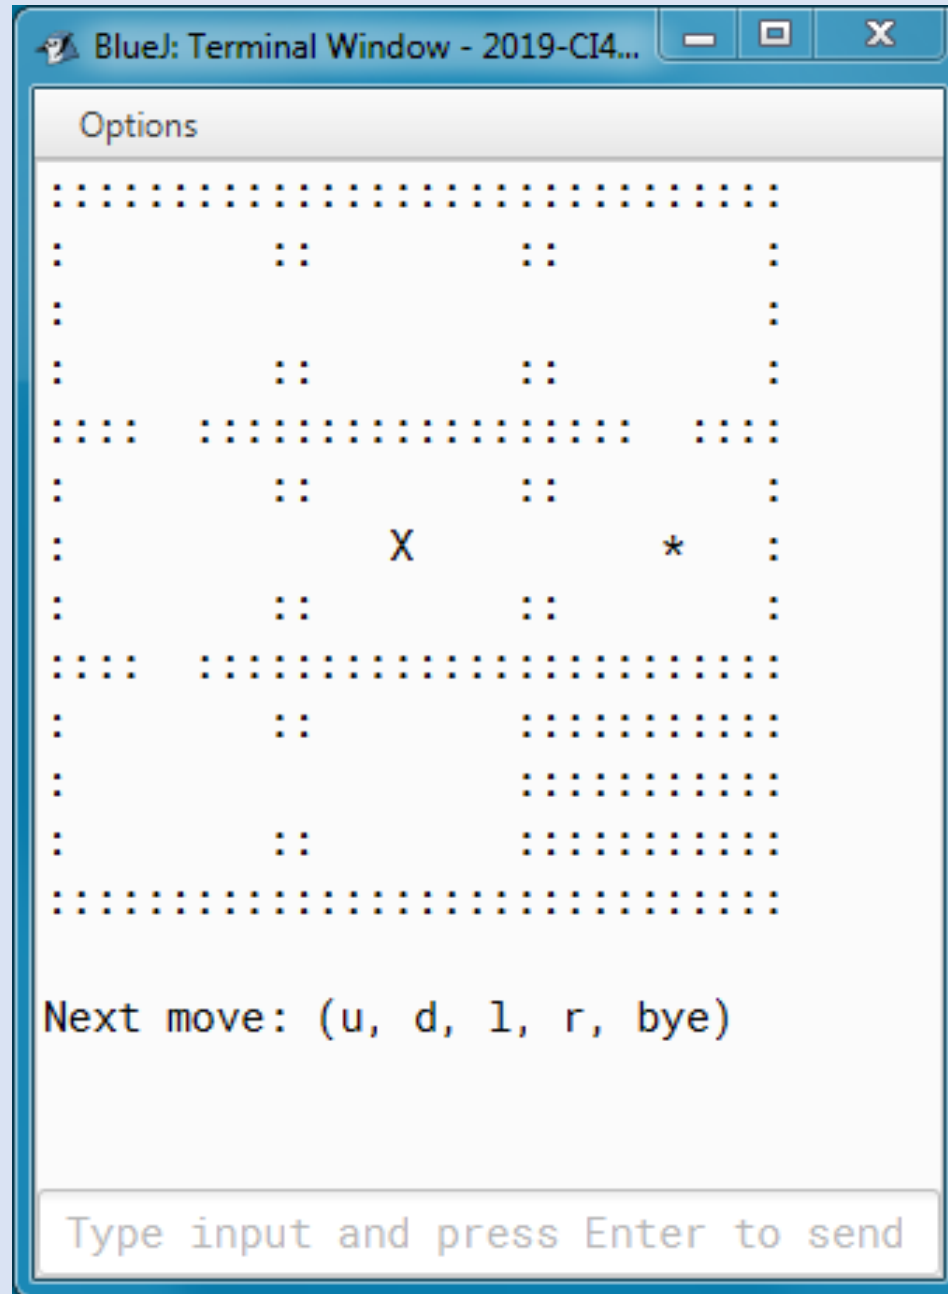 BlueJ: Terminal Window - 2019-CI4...
Options
::::::::::::::::::::::::::::::
:        ::        ::        :
:                            :
:        ::        ::        :
::::  ::::::::::::::::::  ::::
:        ::        ::        :
:             X          *   :
:        ::        ::        :
::::  ::::::::::::::::::::::::
:        ::        :::::::::::
:                  :::::::::::
:        ::        :::::::::::
::::::::::::::::::::::::::::::
Next move: (u, d, l, r, bye)
Type input and press Enter to send